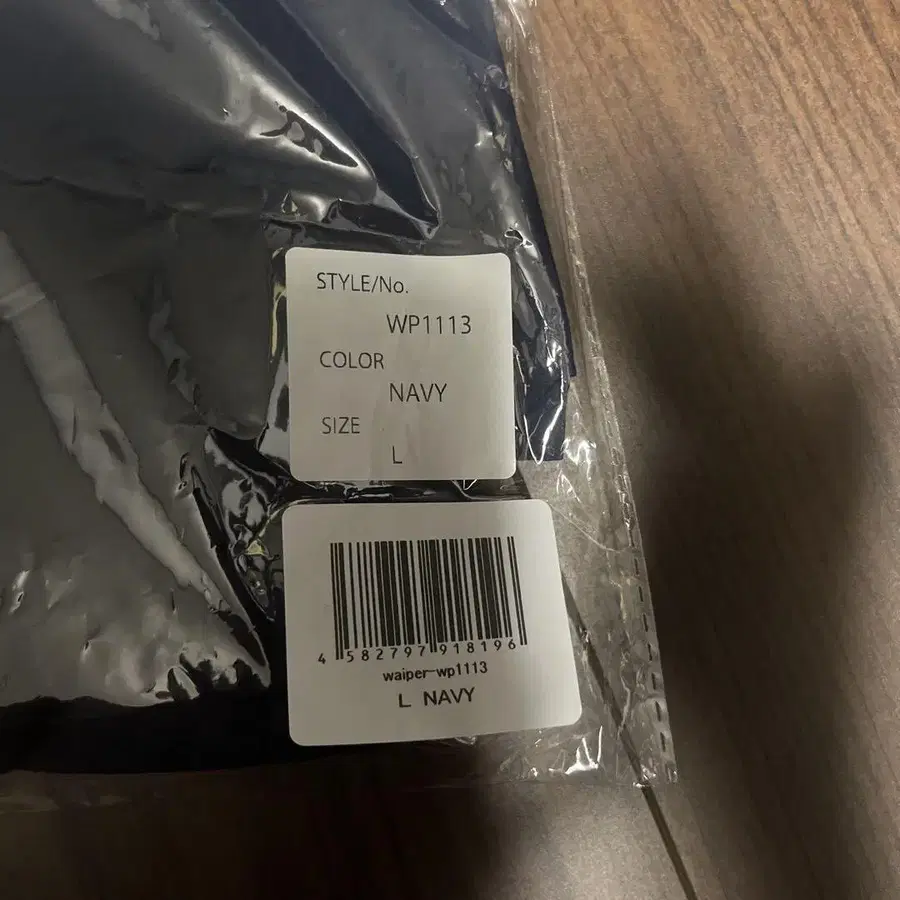 STYLE/No.
WP1113
COLOR
NAVY
SIZE
L
4 582797 918196
waiper-wp1113
L NAVY